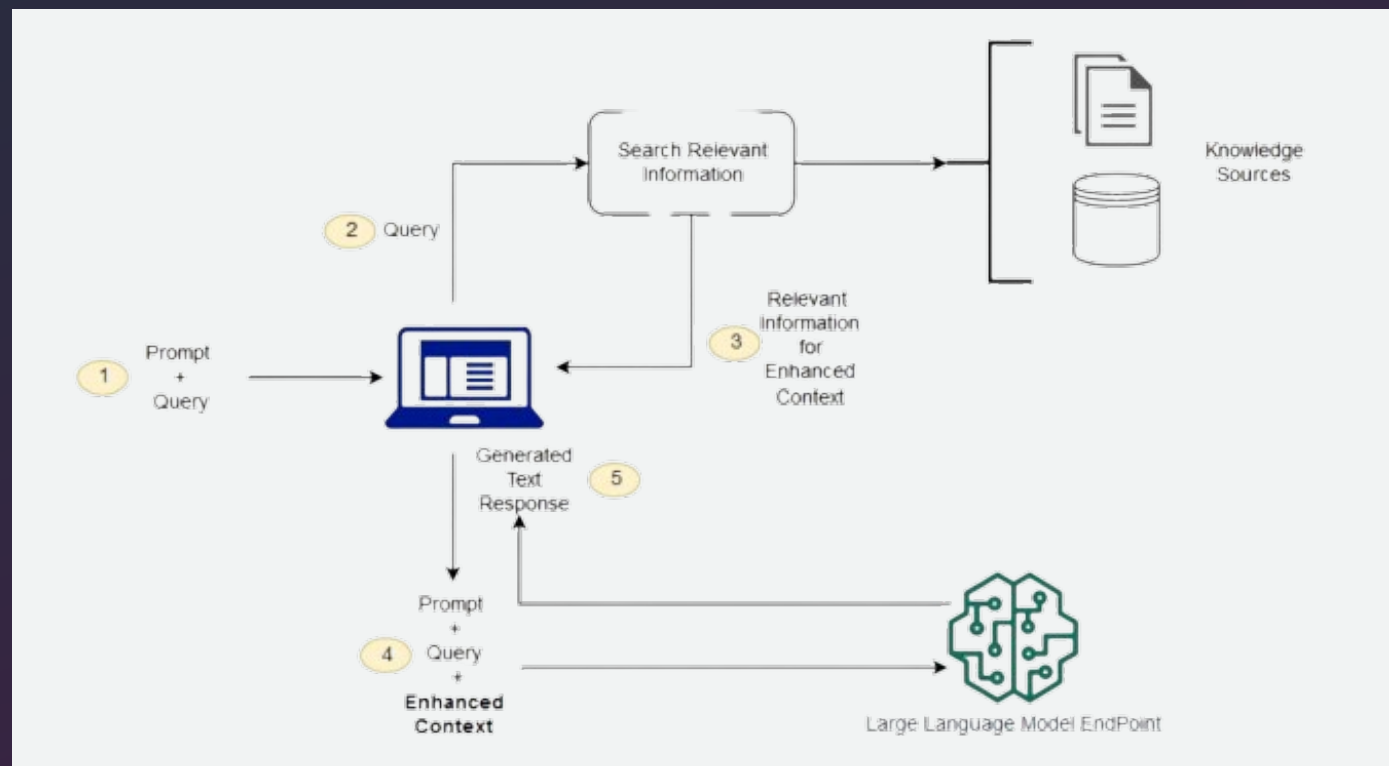 Search Relevant
Information
Knowledge
Sources
2 Query
Relevant
Information
for
Enhanced
Context
3
1
Prompt
+
Query
Generated
Text
Response
5
Prompt
+
4 Query
+
Enhanced
Context
Large Language Model EndPoint